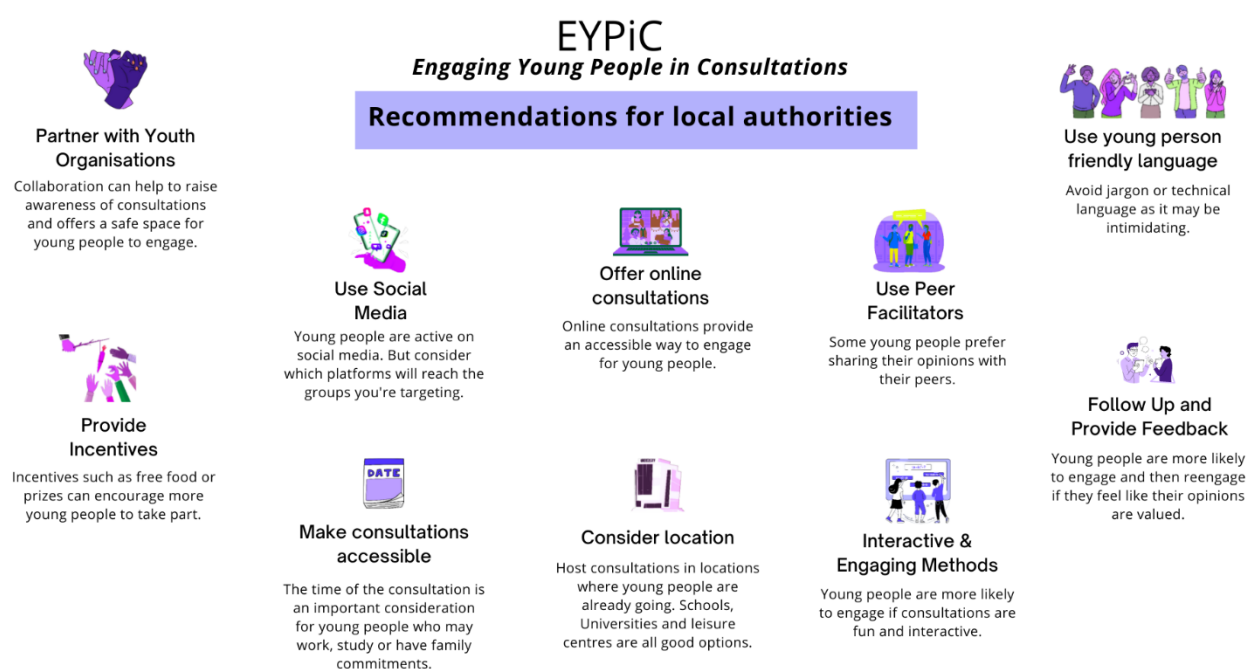 EYPiC
Engaging Young People in Consultations
Recommendations for local authorities
Partner with Youth
Organisations
Collaboration can help to raise
awareness of consultations
and offers a safe space for
young people to engage.
Use young person
friendly language
Avoid jargon or technical
language as it may be
intimidating.
Use Social
Media
Young people are active on
social media. But consider
which platforms will reach the
groups you're targeting.
Offer online
consultations
Online consultations provide
an accessible way to engage
for young people.
Use Peer
Facilitators
Some young people prefer
sharing their opinions with
their peers.
Provide
Incentives
Incentives such as free food or
prizes can encourage more
young people to take part.
Follow Up and
Provide Feedback
Young people are more likely
to engage and then reengage
if they feel like their opinions
are valued.
DATE
Make consultations
accessible
The time of the consultation is
an important consideration
for young people who may
work, study or have family
commitments.
Consider location
Host consultations in locations
where young people are
already going. Schools,
Universities and leisure
centres are all good options.
Interactive &
Engaging Methods
Young people are more likely
to engage if consultations are
fun and interactive.